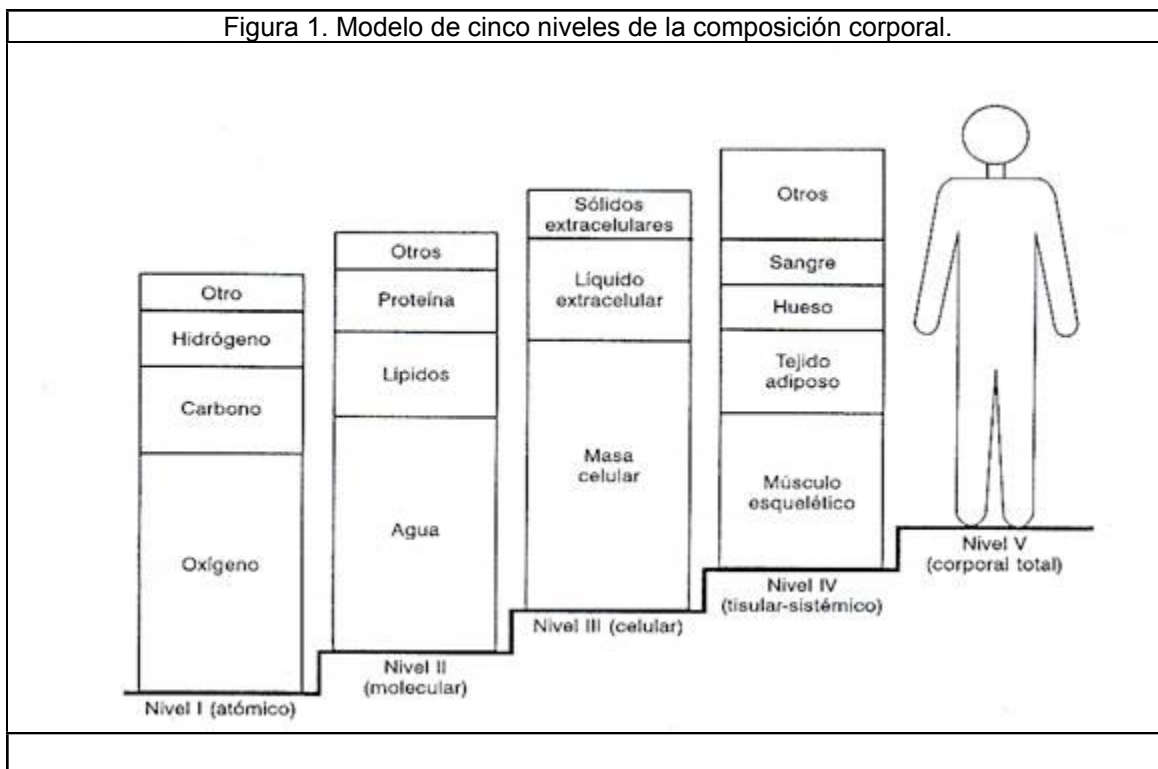 Figura 1. Modelo de cinco niveles de la composición corporal.
Otro
Hidrógeno
Carbono
Oxígeno
Nivel I (atómico)
Otros
Proteína
Lípidos
Agua
Nivel II
(molecular)
Sólidos
extracelulares
Líquido
extracelular
Masa
celular
Nivel III (celular)
Otros
Sangre
Hueso
Tejido
adiposo
Músculo
esquelético
Nivel IV
(tisular-sistémico)
Nivel V
(corporal total)